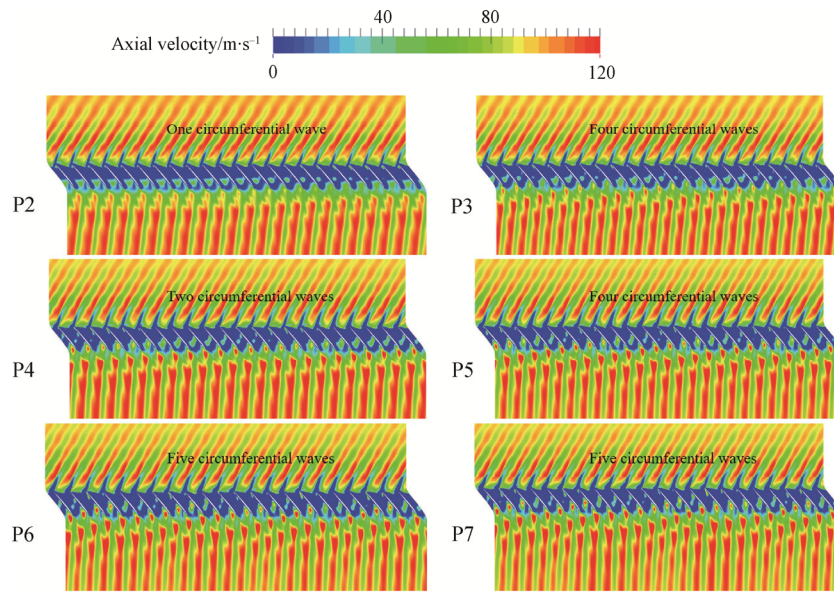 40 80
Axial velocity/m·s⁻¹
0 120
One circumferential wave
P2
Four circumferential waves
P3
Two circumferential waves
P4
Four circumferential waves
P5
Five circumferential waves
P6
Five circumferential waves
P7